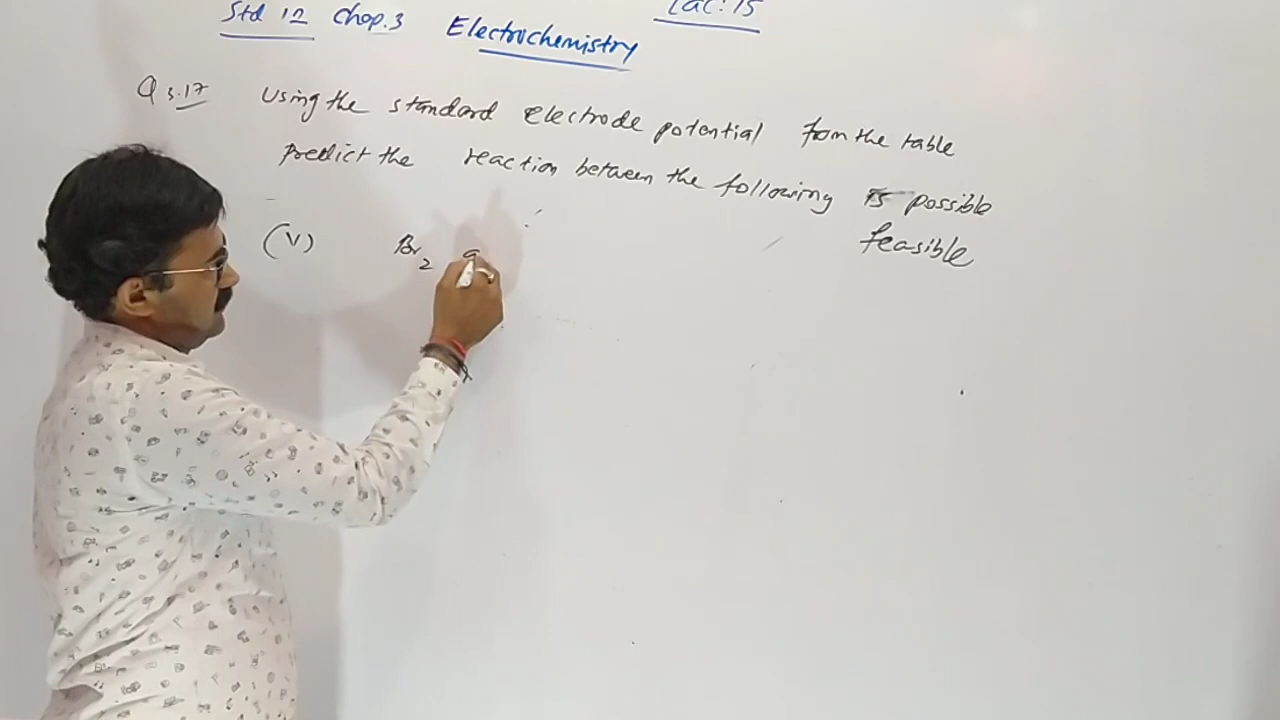 Std 12 Chap.3 Electrochemistry Lac:15
Q 3.17 Using the standard electrode potential from the table
Predict the reaction between the following is possible
feasible
(V) Br2 a